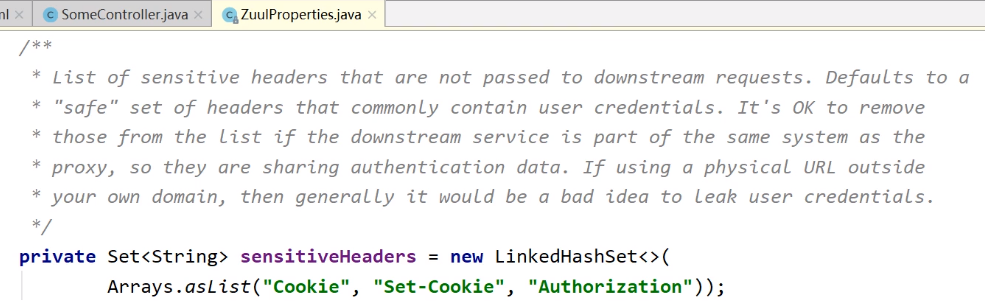 ml × SomeController.java × ZuulProperties.java ×
/**
* List of sensitive headers that are not passed to downstream requests. Defaults to a
* "safe" set of headers that commonly contain user credentials. It's OK to remove
* those from the list if the downstream service is part of the same system as the
* proxy, so they are sharing authentication data. If using a physical URL outside
* your own domain, then generally it would be a bad idea to leak user credentials.
*/
private Set<String> sensitiveHeaders = new LinkedHashSet<>(
Arrays.asList("Cookie", "Set-Cookie", "Authorization"));